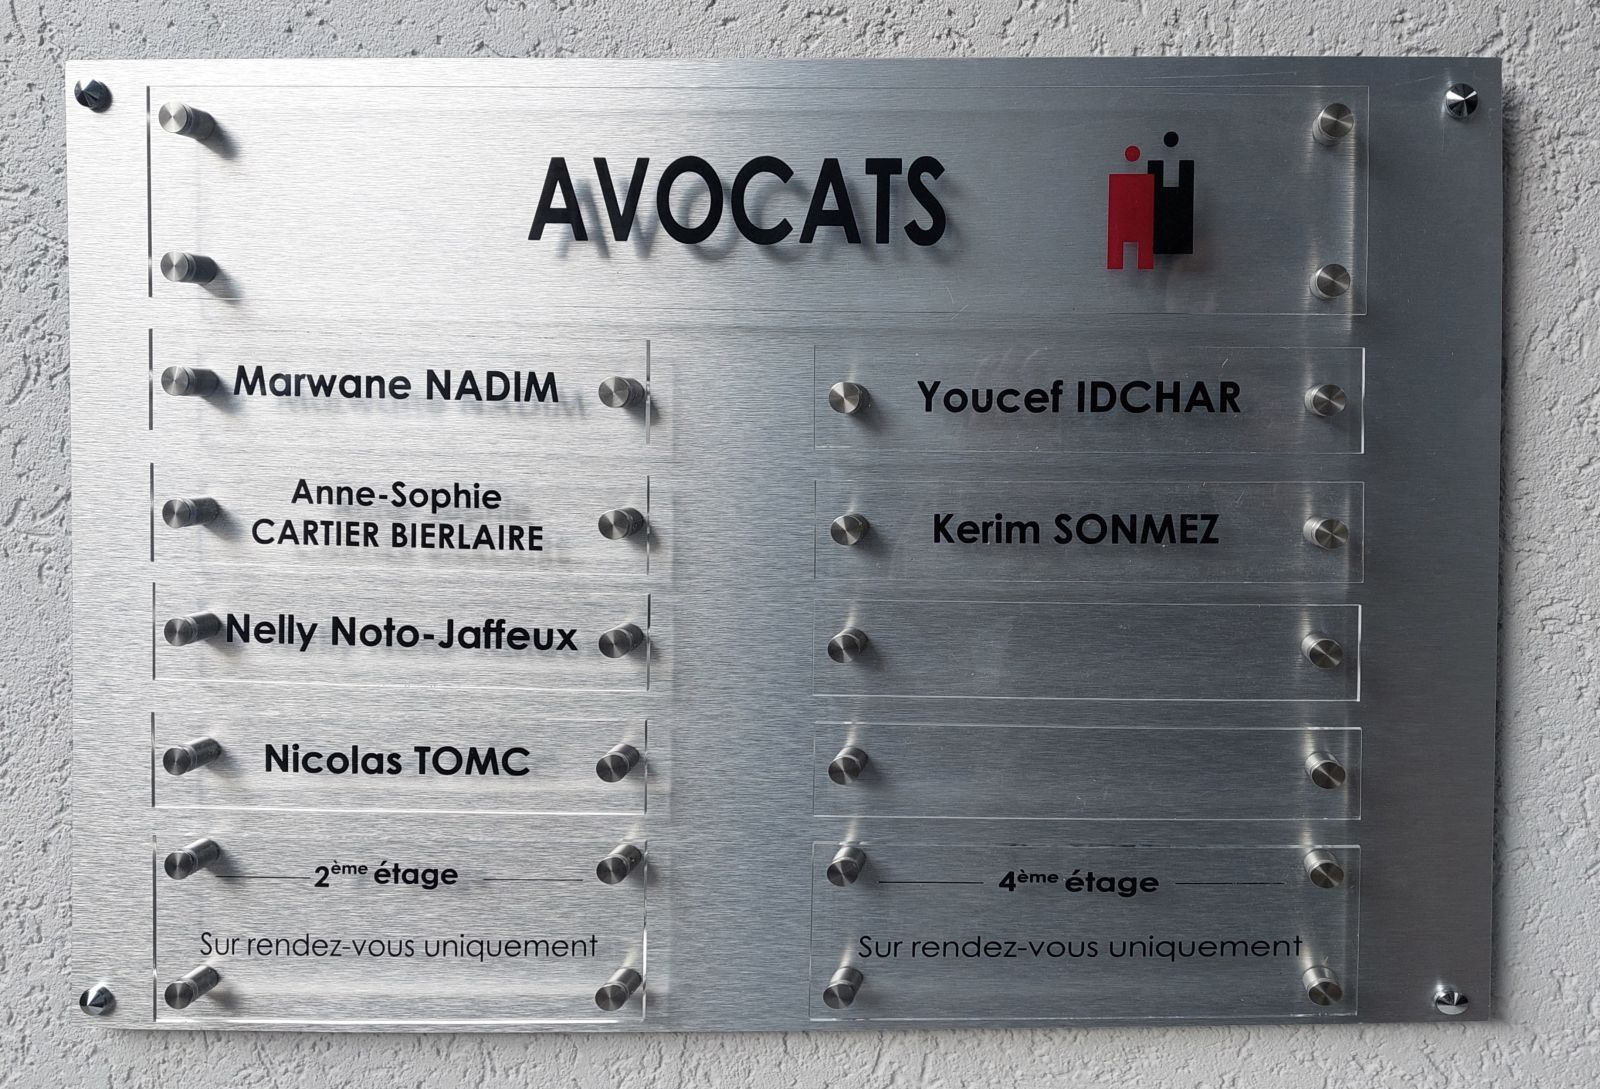 AVOCATS
Marwane NADIM
Anne-Sophie
CARTIER BIERLAIRE
Nelly Noto-Jaffeux
Nicolas TOMC
2ème étage
Sur rendez-vous uniquement
Youcef IDCHAR
Kerim SONMEZ
4ème étage
Sur rendez-vous uniquement